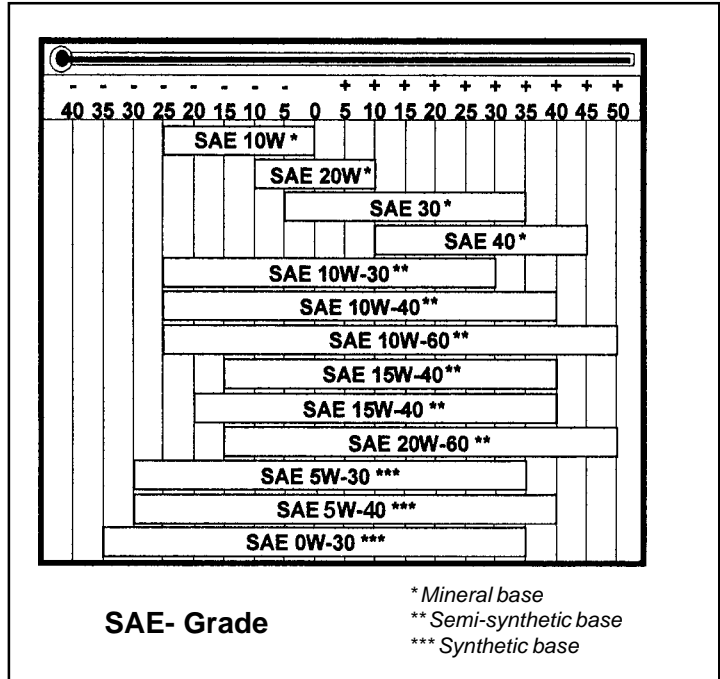 - - - - - - - - + + + + + + + + + +
40 35 30 25 20 15 10 5 0 5 10 15 20 25 30 35 40 45 50
SAE 10W *
SAE 20W*
SAE 30*
SAE 40*
SAE 10W-30**
SAE 10W-40**
SAE 10W-60**
SAE 15W-40**
SAE 15W-40 **
SAE 20W-60 **
SAE 5W-30 ***
SAE 5W-40 ***
SAE 0W-30 ***
SAE- Grade
* Mineral base
** Semi-synthetic base
*** Synthetic base